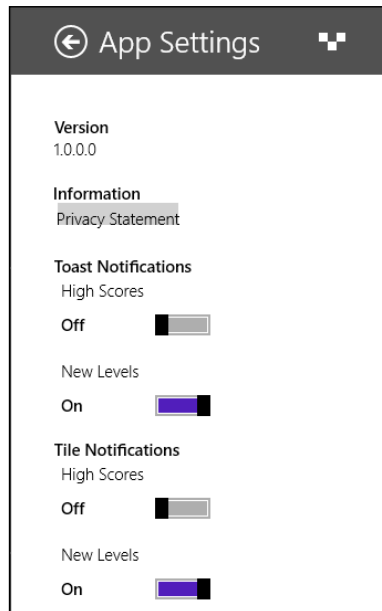 App Settings
Version
1.0.0.0
Information
Privacy Statement
Toast Notifications
High Scores
Off
New Levels
On
Tile Notifications
High Scores
Off
New Levels
On